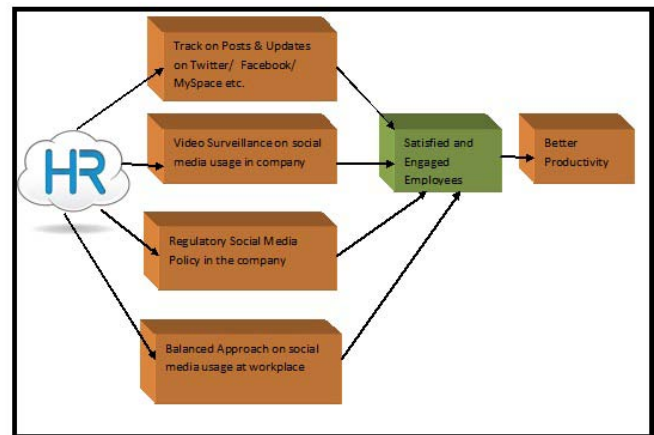 Track on Posts & Updates
on Twitter/ Facebook/
MySpace etc.
HR
Video Surveillance on social
media usage in company
Satisfied and
Engaged
Employees
Better
Productivity
Regulatory Social Media
Policy in the company
Balanced Approach on social
media usage at workplace